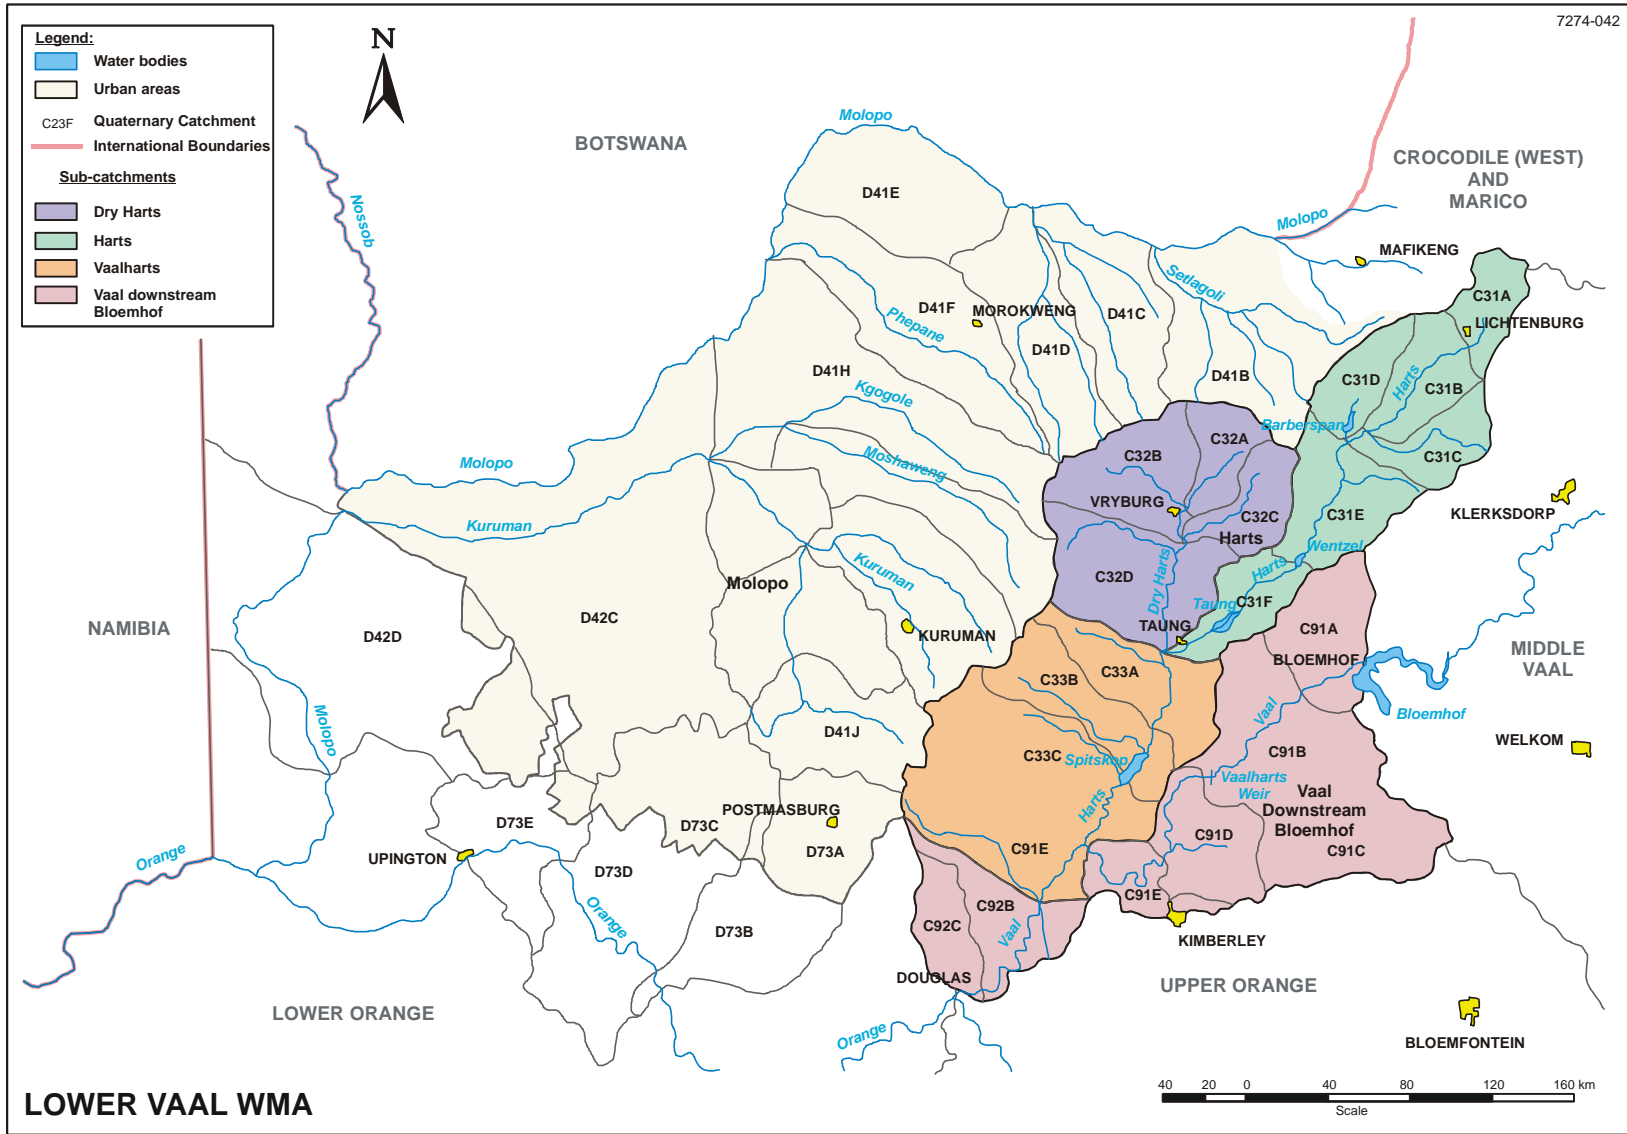 7274-042
Legend:
Water bodies
Urban areas
C23F Quaternary Catchment
International Boundaries
Sub-catchments
Dry Harts
Harts
Vaalharts
Vaal downstream
Bloemhof
N
BOTSWANA
Molopo
CROCODILE (WEST)
AND
MARICO
Nossob
D41E
Molopo
MAFIKENG
Setlagoli
C31A
D41F
MOROKWENG
D41C
LICHTENBURG
Phepane
D41D
D41H
D41B
C31D
Harts
C31B
Kgogole
Barberspan
C32A
C32B
C31C
Molopo
Moshaweng
VRYBURG
C32C
C31E
KLERKSDORP
Kuruman
Harts
Wentzel
Kuruman
Molopo
C32D
Dry Harts
Harts
Taung
C31F
D42C
NAMIBIA
D42D
KURUMAN
TAUNG
C91A
BLOEMHOF
MIDDLE
VAAL
C33A
C33B
Molopo
Vaal
Bloemhof
D41J
WELKOM
C33C
Spitskop
C91B
Vaalharts
Weir
Vaal
Downstream
Bloemhof
Harts
POSTMASBURG
D73E
D73C
C91D
D73A
C91E
C91C
Orange
UPINGTON
D73D
C91E
C92B
C92C
Orange
Vaal
D73B
KIMBERLEY
DOUGLAS
UPPER ORANGE
LOWER ORANGE
Orange
BLOEMFONTEIN
40 20 0 40 80 120 160 km
Scale
LOWER VAAL WMA